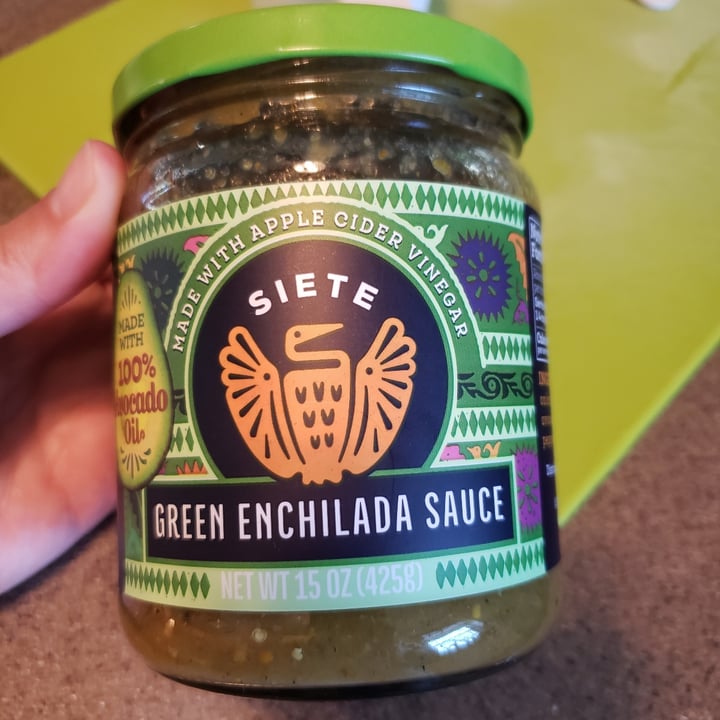 MADE WITH APPLE CIDER VINEGAR
SIETE
MADE
WITH
100%
Avocado
Oil
GREEN ENCHILADA SAUCE
NET WT 15 OZ (425g)